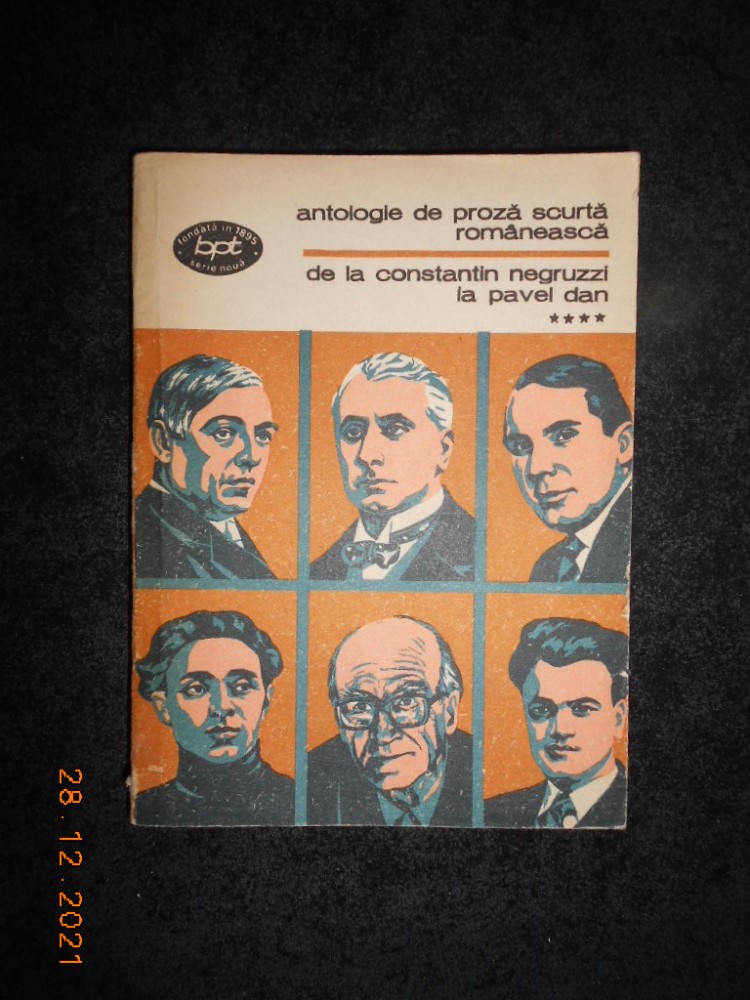 antologie de proză scurtă
românească
fondată în 1895
bpt
serie nouă
de la constantin negruzzi
la pavel dan
★★★★
28.12.2021